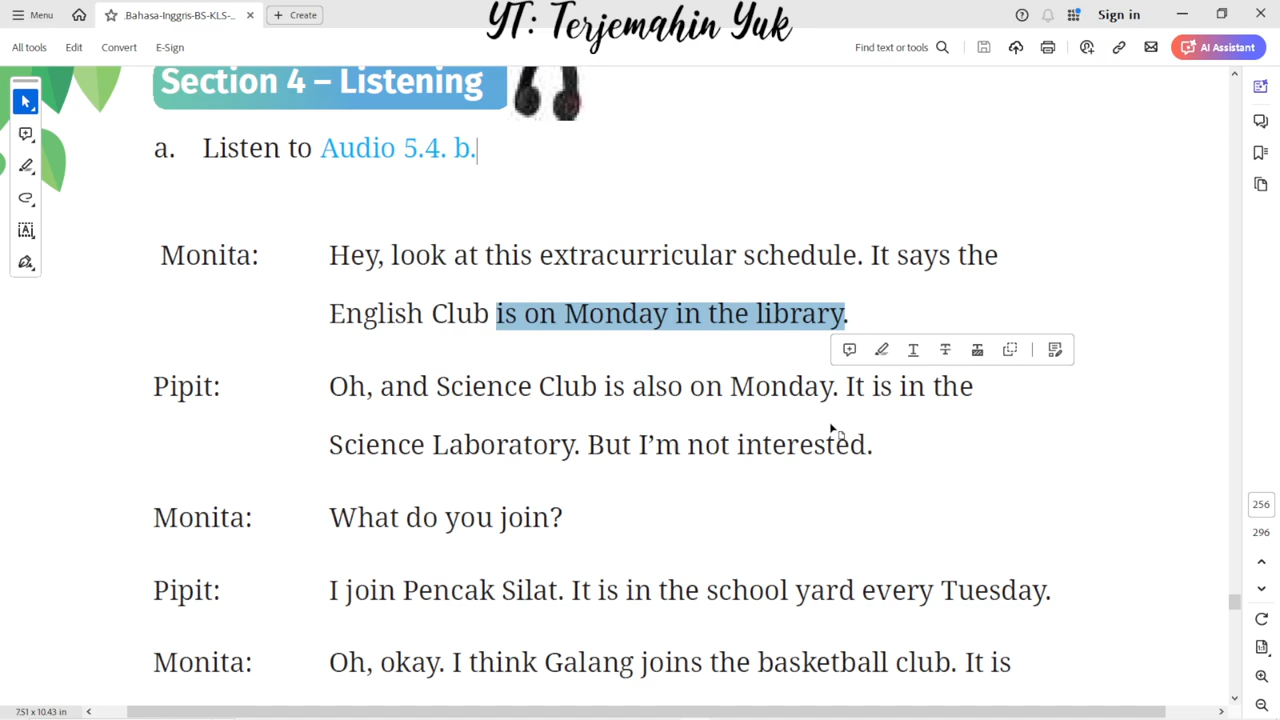 Menu
.Bahasa-Inggris-BS-KLS-...
Create
YT: Terjemahin Yuk
Sign in
All tools
Edit
Convert
E-Sign
Find text or tools
AI Assistant
Section 4 – Listening
a. Listen to Audio 5.4. b.
Monita: Hey, look at this extracurricular schedule. It says the
English Club is on Monday in the library.
Pipit: Oh, and Science Club is also on Monday. It is in the
Science Laboratory. But I’m not interested.
Monita: What do you join?
Pipit: I join Pencak Silat. It is in the school yard every Tuesday.
Monita: Oh, okay. I think Galang joins the basketball club. It is
256
296
7.51 x 10.43 in